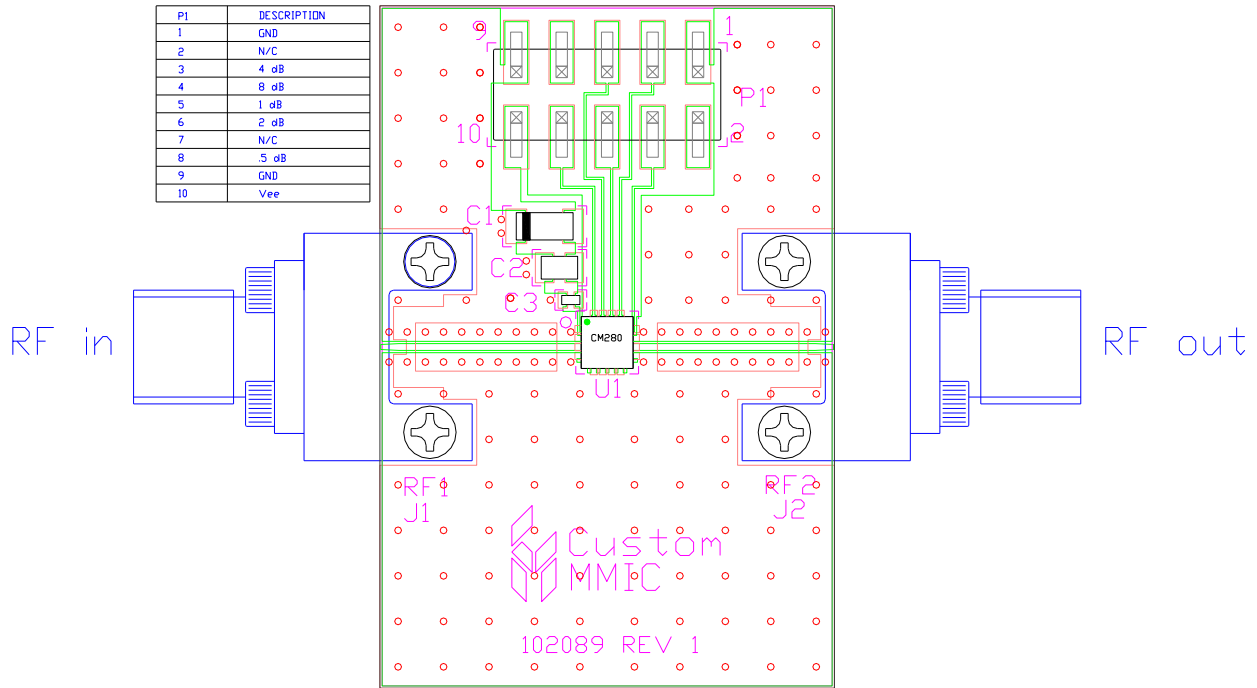 P1 DESCRIPTION
1 GND
2 N/C
3 4 dB
4 8 dB
5 1 dB
6 2 dB
7 N/C
8 .5 dB
9 GND
10 Vee
9
1
P1
10
2
C1
C2
C3
CM280
U1
RF in
RF out
RF1
J1
RF2
J2
Custom
MMIC
102089 REV 1